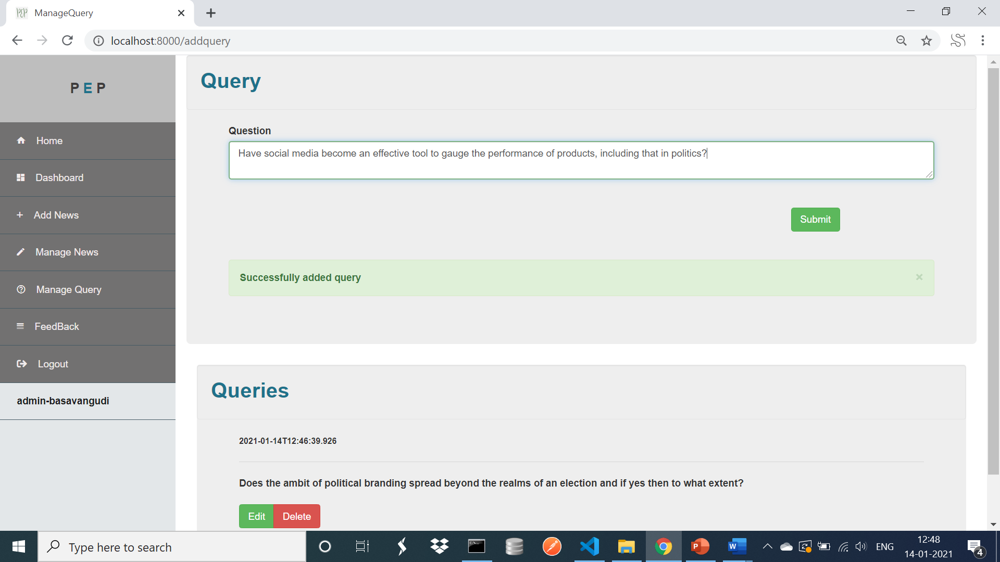 ManageQuery
localhost:8000/addquery
P E P
Home
Dashboard
Add News
Manage News
Manage Query
FeedBack
Logout
admin-basavangudi
Query
Question
Have social media become an effective tool to gauge the performance of products, including that in politics?
Submit
Successfully added query
×
Queries
2021-01-14T12:46:39.926
Does the ambit of political branding spread beyond the realms of an election and if yes then to what extent?
Edit Delete
Type here to search
ENG
12:48
14-01-2021
4